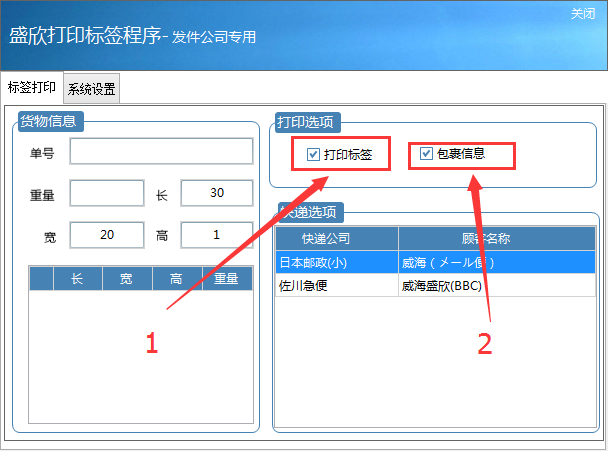 关闭
盛欣打印标签程序- 发件公司专用
标签打印 系统设置
货物信息
单号
重量 长 30
宽 20 高 1
长 宽 高 重量
打印选项
打印标签 包裹信息
快递选项
快递公司 顾客名称
日本邮政(小) 威海（メール便）
佐川急便 威海盛欣(BBC)
1
2